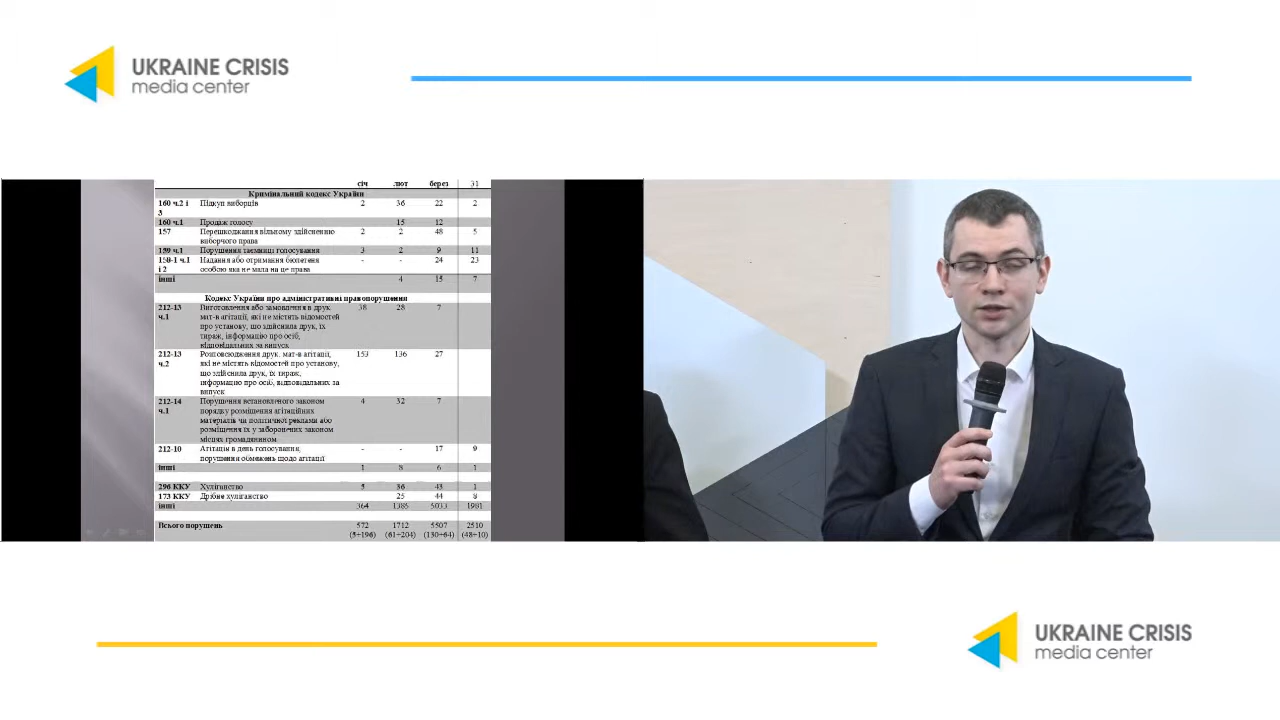 UKRAINE CRISIS
media center
січ лют берез 31
Кримінальний кодекс України
160 ч.2 і Підкуп виборців 2 36 22 2
3
160 ч.1 Продаж голосу 15 12
157 Перешкоджання вільному здійсненню 2 2 48 5
виборчого права
159 ч.1 Порушення таємниці голосування 3 2 9 11
158-1 ч.1 Надання або отримання бюлетеня - - 24 23
і 2 особою яка не мала на це права
інші 4 15 7
Кодекс України про адміністративні правопорушення
212-13 Виготовлення або замовлення в друк 38 28 7
ч.1 мат-в агітації, які не містять відомостей
про установу, що здійснила друк, їх
тираж, інформацію про осіб,
відповідальних за випуск
212-13 Розповсюдження друк. мат-в агітації, 153 136 27
ч.2 які не містять відомостей про установу,
що здійснила друк, їх тираж,
інформацію про осіб, відповідальних за
випуск
212-14 Порушення встановленого законом 4 32 7
ч.1 порядку розміщення агітаційних
матеріалів чи політичної реклами або
розміщення їх у заборонених законом
місцях громадянином
212-10 Агітація в день голосування, - - 17 9
порушення обмежень щодо агітації
інші 1 8 6 1
296 ККУ Хуліганство 5 36 43 1
173 ККУ Дрібне хуліганство 25 44 8
інші 364 1385 5033 1981
Всього порушень 572 1712 5507 2510
(5+196) (61+204) (130+64) (48+10)
UKRAINE CRISIS
media center